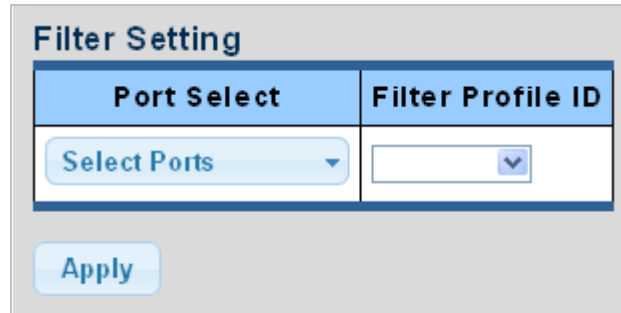 Filter Setting
Port Select Filter Profile ID
Select Ports
Apply